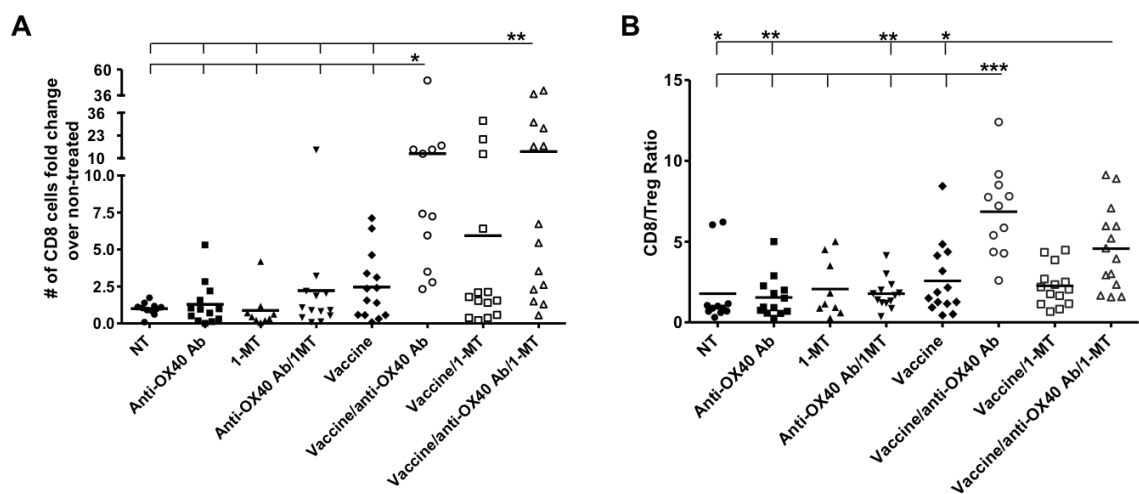 A
**
*
# of CD8 cells fold change
over non-treated
60
36
36
23
10
10.0
7.5
5.0
2.5
0.0
NT
Anti-OX40 Ab
1-MT
Anti-OX40 Ab/1MT
Vaccine
Vaccine/anti-OX40 Ab
Vaccine/1-MT
Vaccine/anti-OX40 Ab/1-MT
B
* ** ** *
***
CD8/Treg Ratio
15
10
5
0
NT
Anti-OX40 Ab
1-MT
Anti-OX40 Ab/1MT
Vaccine
Vaccine/anti-OX40 Ab
Vaccine/1-MT
Vaccine/anti-OX40 Ab/1-MT